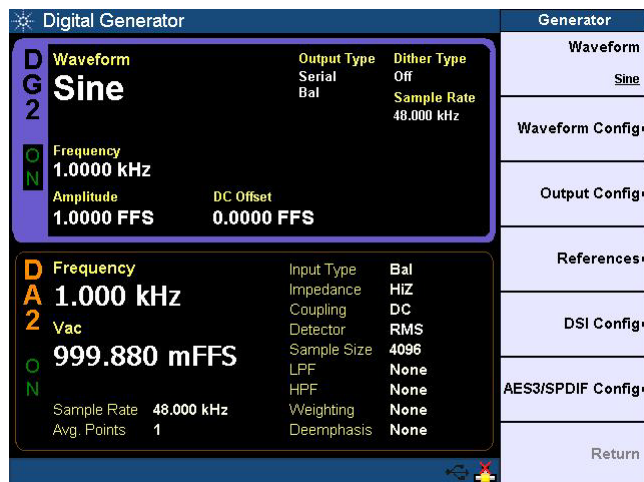 Digital Generator
Generator
DG2
ON
Waveform
Sine
Output Type
Serial
Bal
Dither Type
Off
Sample Rate
48.000 kHz
Frequency
1.0000 kHz
Amplitude
1.0000 FFS
DC Offset
0.0000 FFS
DA2
ON
Frequency
1.000 kHz
Vac
999.880 mFFS
Sample Rate 48.000 kHz
Avg. Points 1
Input Type Bal
Impedance HiZ
Coupling DC
Detector RMS
Sample Size 4096
LPF None
HPF None
Weighting None
Deemphasis None
Waveform
Sine
Waveform Config
Output Config
References
DSI Config
AES3/SPDIF Config
Return